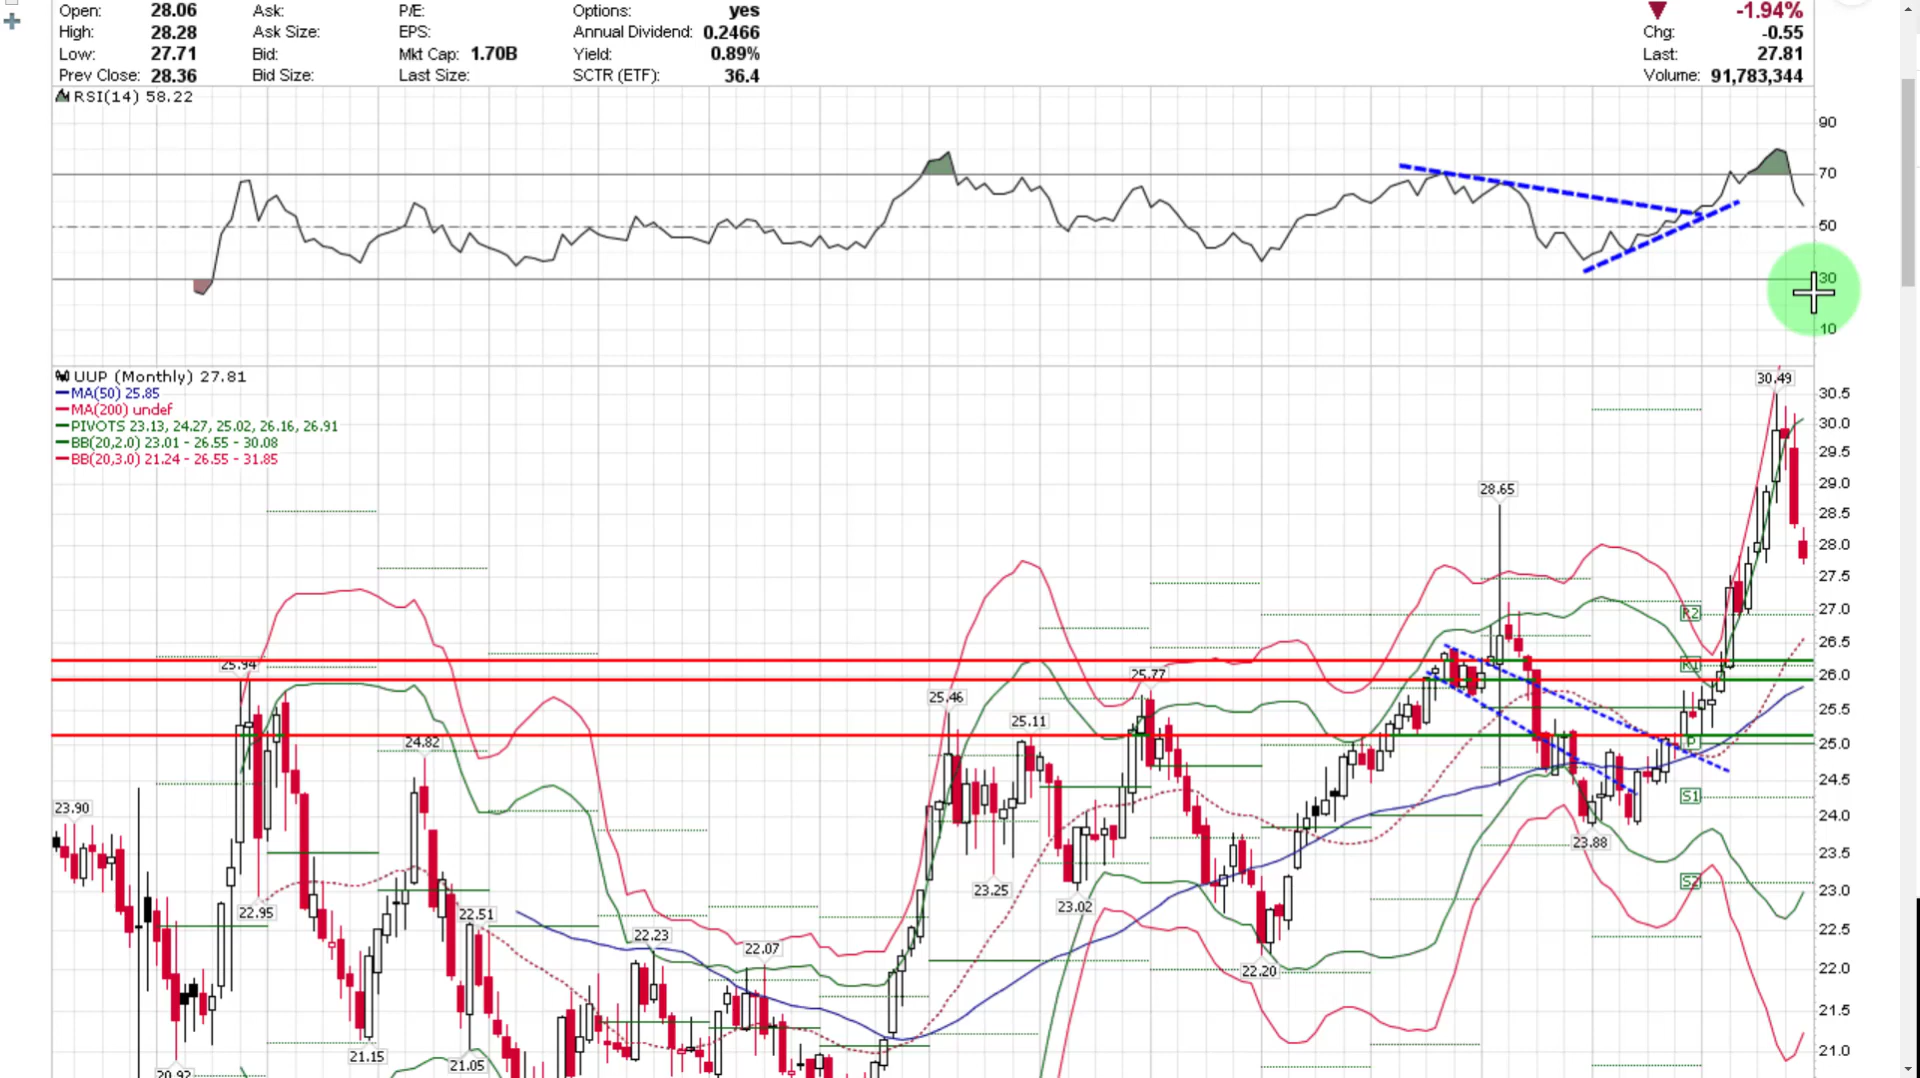 Open: 28.06 Ask: P/E: Options: yes -1.94%
High: 28.28 Ask Size: EPS: Annual Dividend: 0.2466 Chg: -0.55
Low: 27.71 Bid: Mkt Cap: 1.70B Yield: 0.89% Last: 27.81
Prev Close: 28.36 Bid Size: Last Size: SCTR (ETF): 36.4 Volume: 91,783,344
RSI(14) 58.22
90
70
50
30
10
UUP (Monthly) 27.81
MA(50) 25.85
MA(200) undef
PIVOTS 23.13, 24.27, 25.02, 26.16, 26.91
BB(20,2.0) 23.01 - 26.55 - 30.08
BB(20,3.0) 21.24 - 26.55 - 31.85
30.49
30.5
30.0
29.5
29.0
28.65
28.5
28.0
27.5
27.0
R2
26.5
25.94
R1
25.77
26.0
25.46
25.11
25.5
24.82
P
25.0
24.5
S1
23.90
24.0
23.88
23.5
S2
23.25
23.0
22.95
22.51
23.02
22.5
22.23
22.07
22.20
22.0
21.5
21.15
21.05
21.0
20.92